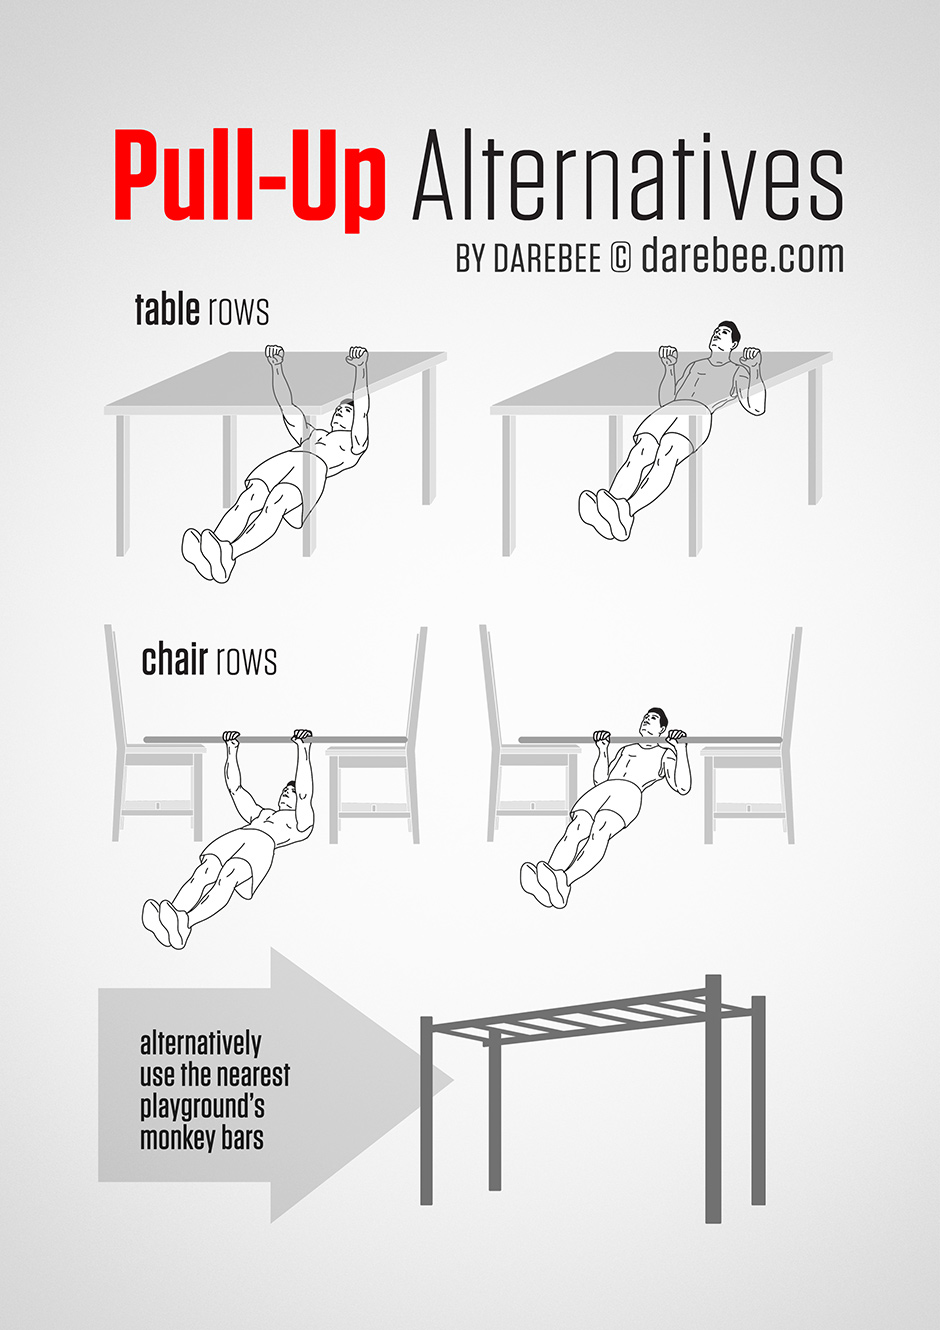 Pull-Up Alternatives
BY DAREBEE © darebee.com
table rows
chair rows
alternatively
use the nearest
playground's
monkey bars